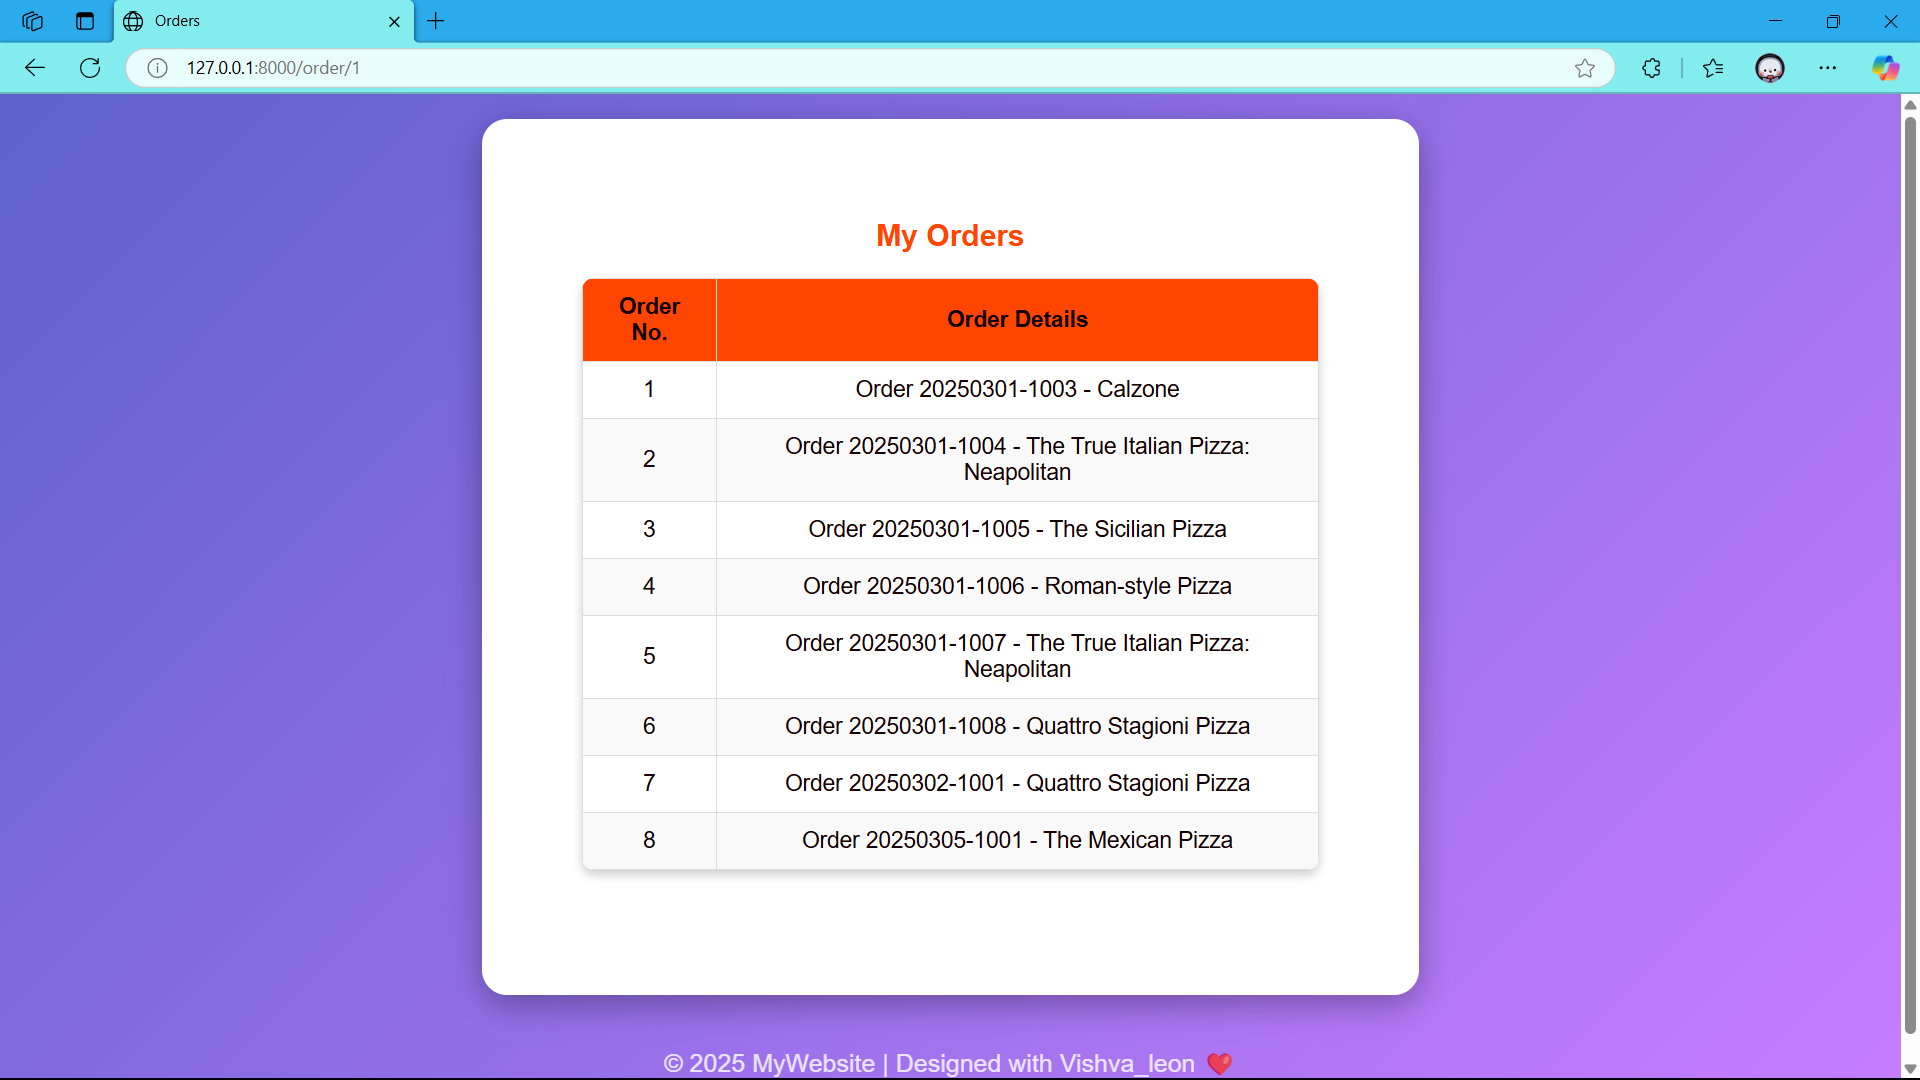 Orders
127.0.0.1:8000/order/1
My Orders
Order
No.
Order Details
1
Order 20250301-1003 - Calzone
2
Order 20250301-1004 - The True Italian Pizza:
Neapolitan
3
Order 20250301-1005 - The Sicilian Pizza
4
Order 20250301-1006 - Roman-style Pizza
5
Order 20250301-1007 - The True Italian Pizza:
Neapolitan
6
Order 20250301-1008 - Quattro Stagioni Pizza
7
Order 20250302-1001 - Quattro Stagioni Pizza
8
Order 20250305-1001 - The Mexican Pizza
© 2025 MyWebsite | Designed with Vishva_leon ❤️